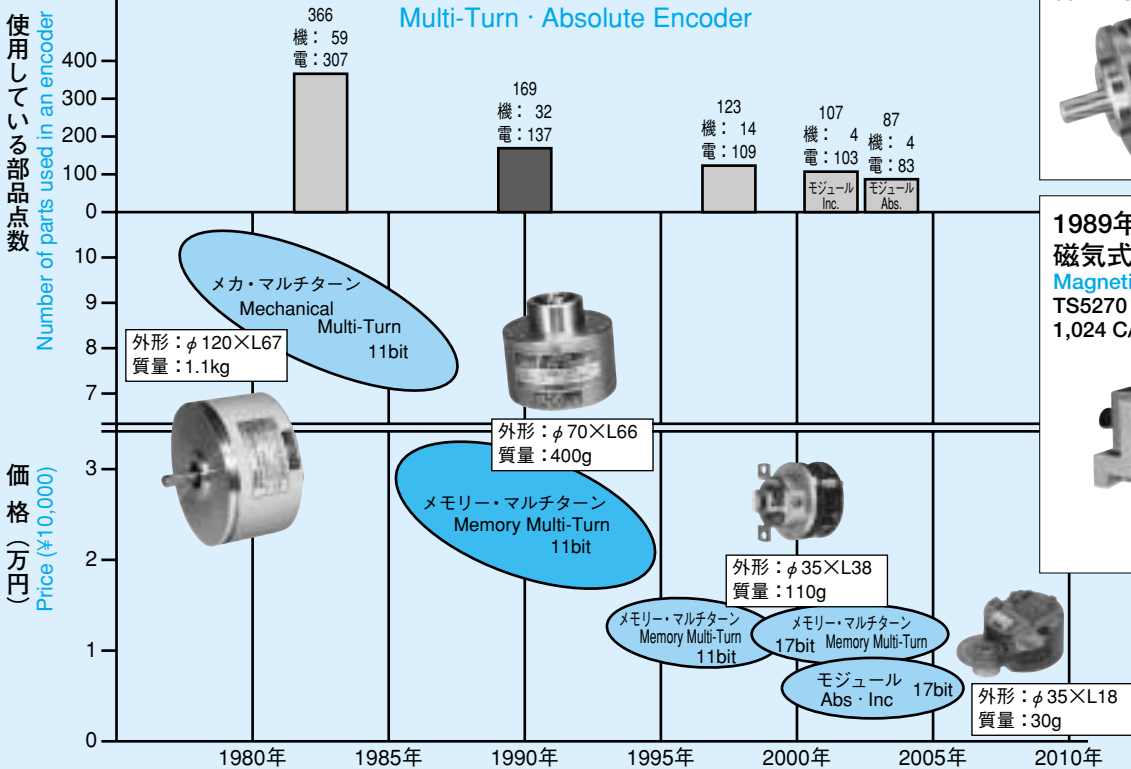 Multi-Turn · Absolute Encoder
使用している部品点数
Number of parts used in an encoder
400
300
200
100
0
366
機： 59
電：307
169
機： 32
電：137
123
機： 14
電：109
107
機： 4
電：103
87
機： 4
電：83
モジュール
Inc.
モジュール
Abs.
10
9
8
7
メカ・マルチターン
Mechanical
Multi-Turn
11bit
外形：φ120×L67
質量：1.1kg
外形：φ70×L66
質量：400g
価格（万円）
Price (¥10,000)
3
2
1
0
メモリー・マルチターン
Memory Multi-Turn
11bit
外形：φ35×L38
質量：110g
メモリー・マルチターン
Memory Multi-Turn
11bit
メモリー・マルチターン
17bit Memory Multi-Turn
モジュール
Abs · Inc 17bit
外形：φ35×L18
質量：30g
1980年
1985年
1990年
1995年
2000年
2005年
2010年
1989年
磁気式
Magneti
TS5270
1,024 C/